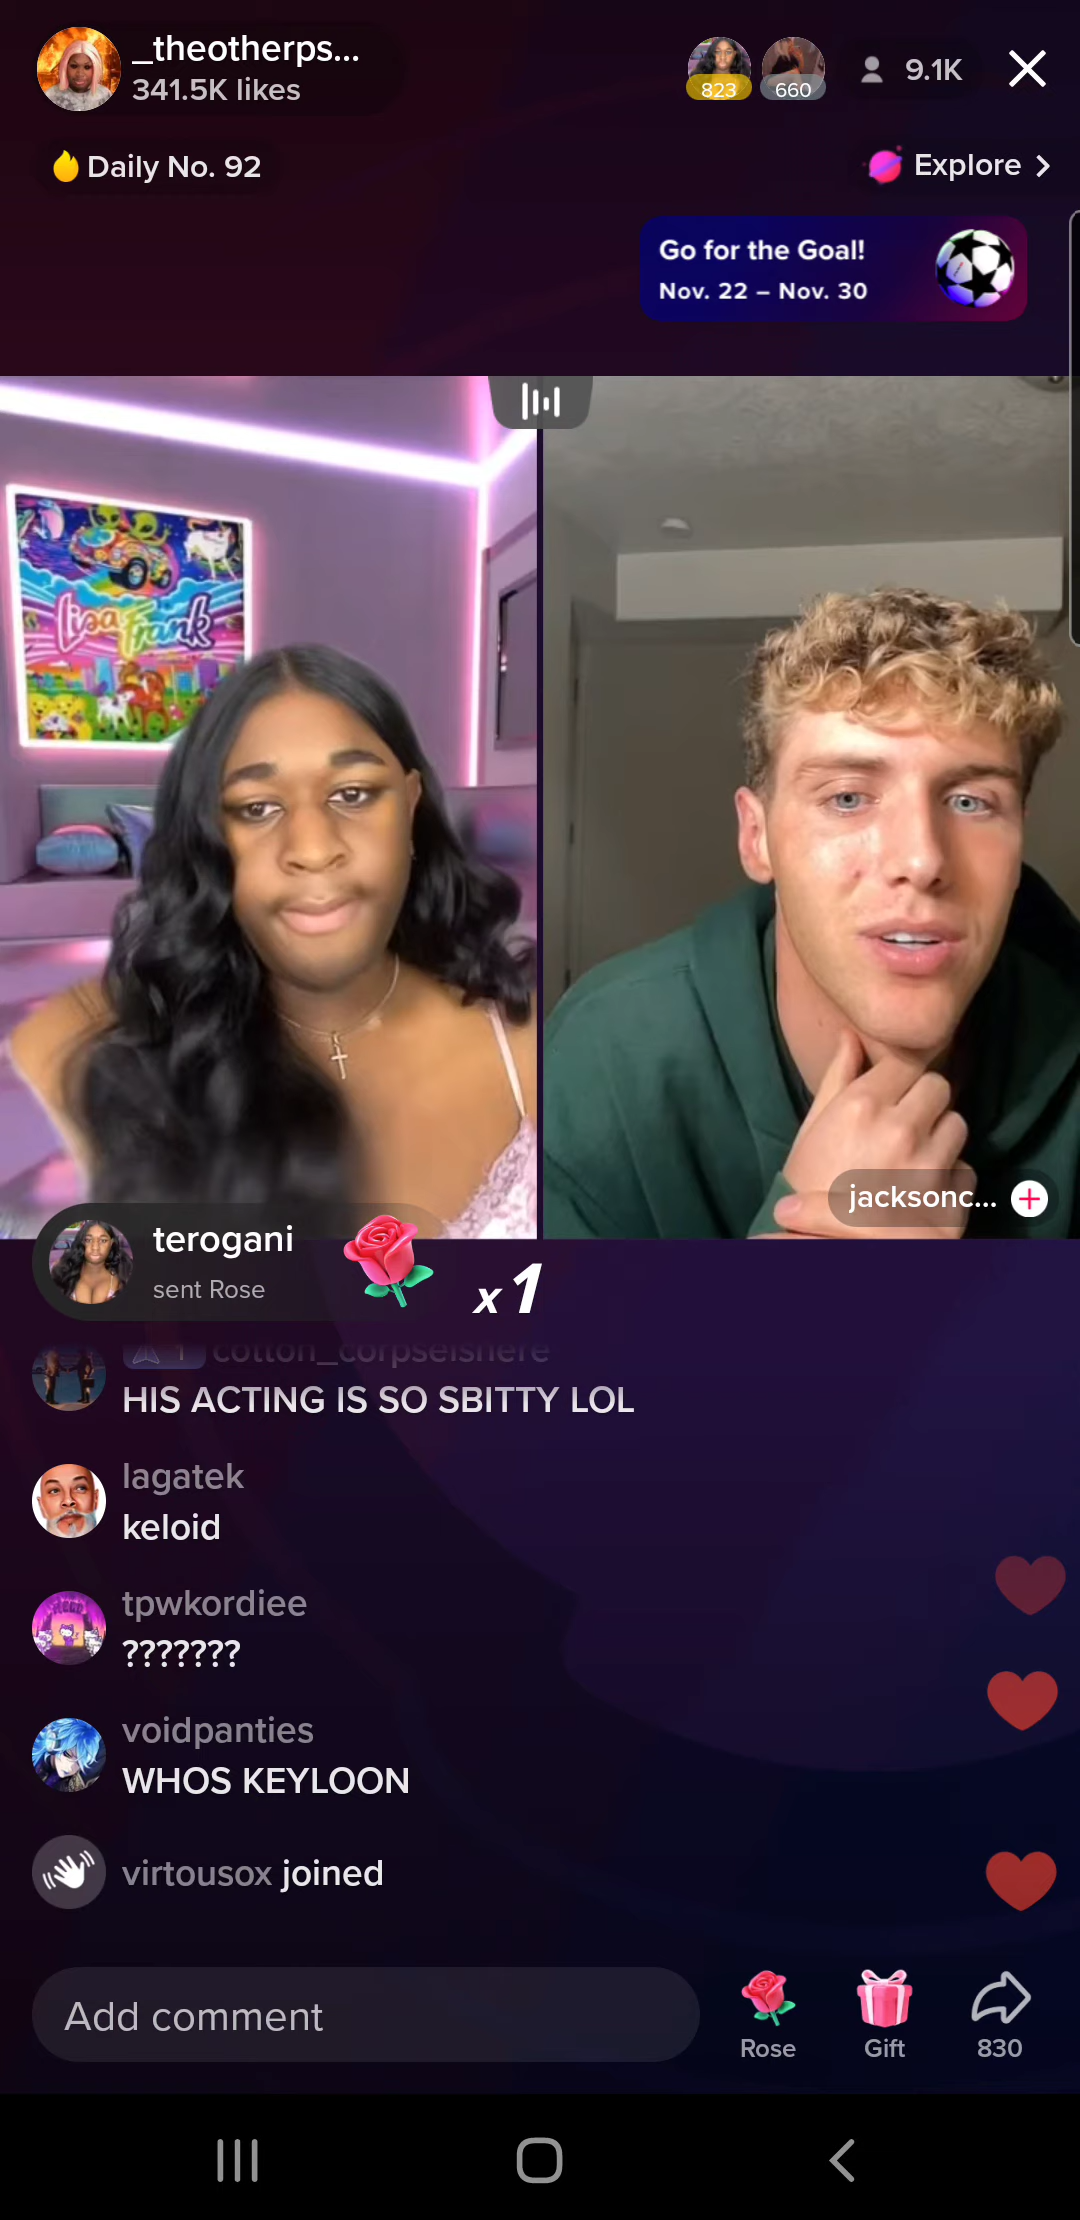 _theotherps...
341.5K likes
823
660
9.1K
Daily No. 92
Explore
Go for the Goal!
Nov. 22 – Nov. 30
Lisa Frank
jacksonc...
terogani
sent Rose
x1
1 cotton_corpseishere
HIS ACTING IS SO SBITTY LOL
lagatek
keloid
tpwkordiee
???????
voidpanties
WHOS KEYLOON
virtousox joined
Add comment
Rose
Gift
830